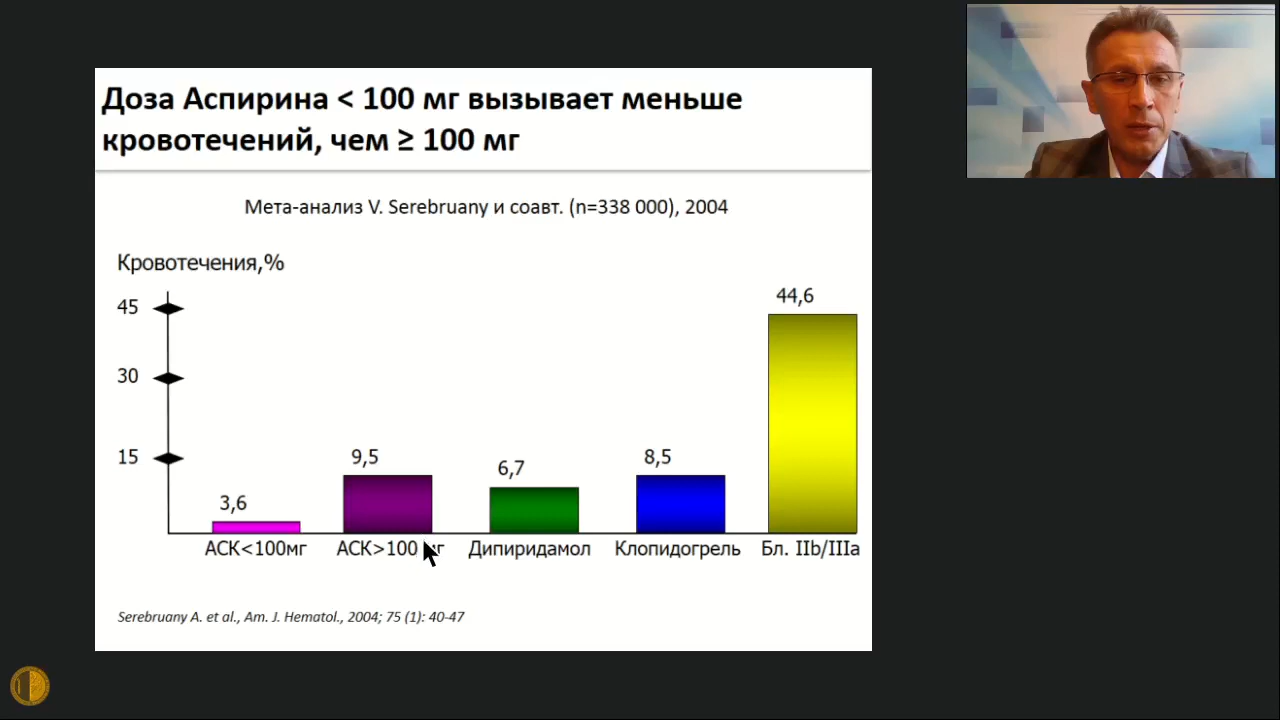 Доза Аспирина < 100 мг вызывает меньше
кровотечений, чем ≥ 100 мг
Мета-анализ V. Serebruany и соавт. (n=338 000), 2004
Кровотечения,%
45
30
15
3,6
9,5
6,7
8,5
44,6
АСК<100мг
АСК>100 мг
Дипиридамол
Клопидогрель
Бл. IIb/IIIa
Serebruany A. et al., Am. J. Hematol., 2004; 75 (1): 40-47